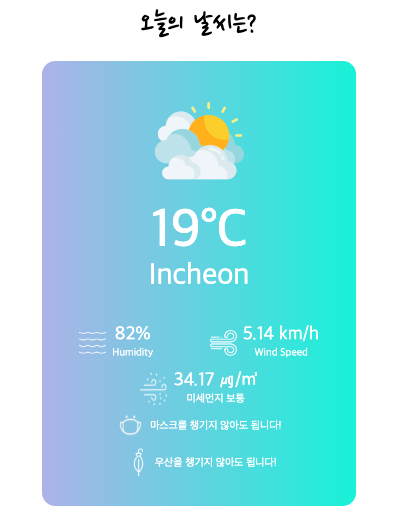 오늘의 날씨는?
19°C
Incheon
82%
Humidity
5.14 km/h
Wind Speed
34.17 ㎍/㎥
미세먼지 보통
마스크를 챙기지 않아도 됩니다!
우산을 챙기지 않아도 됩니다!